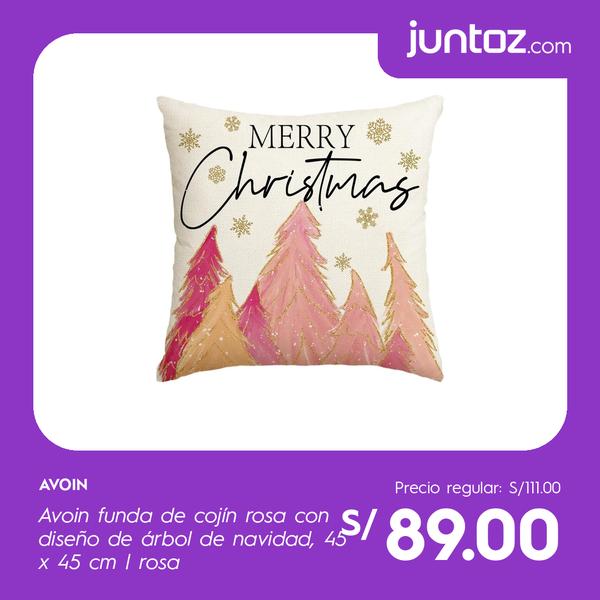 juntoz.com
MERRY
Christmas
AVOIN
Avoin funda de cojín rosa con
diseño de árbol de navidad, 45
x 45 cm | rosa
Precio regular: S/111.00
S/ 89.00